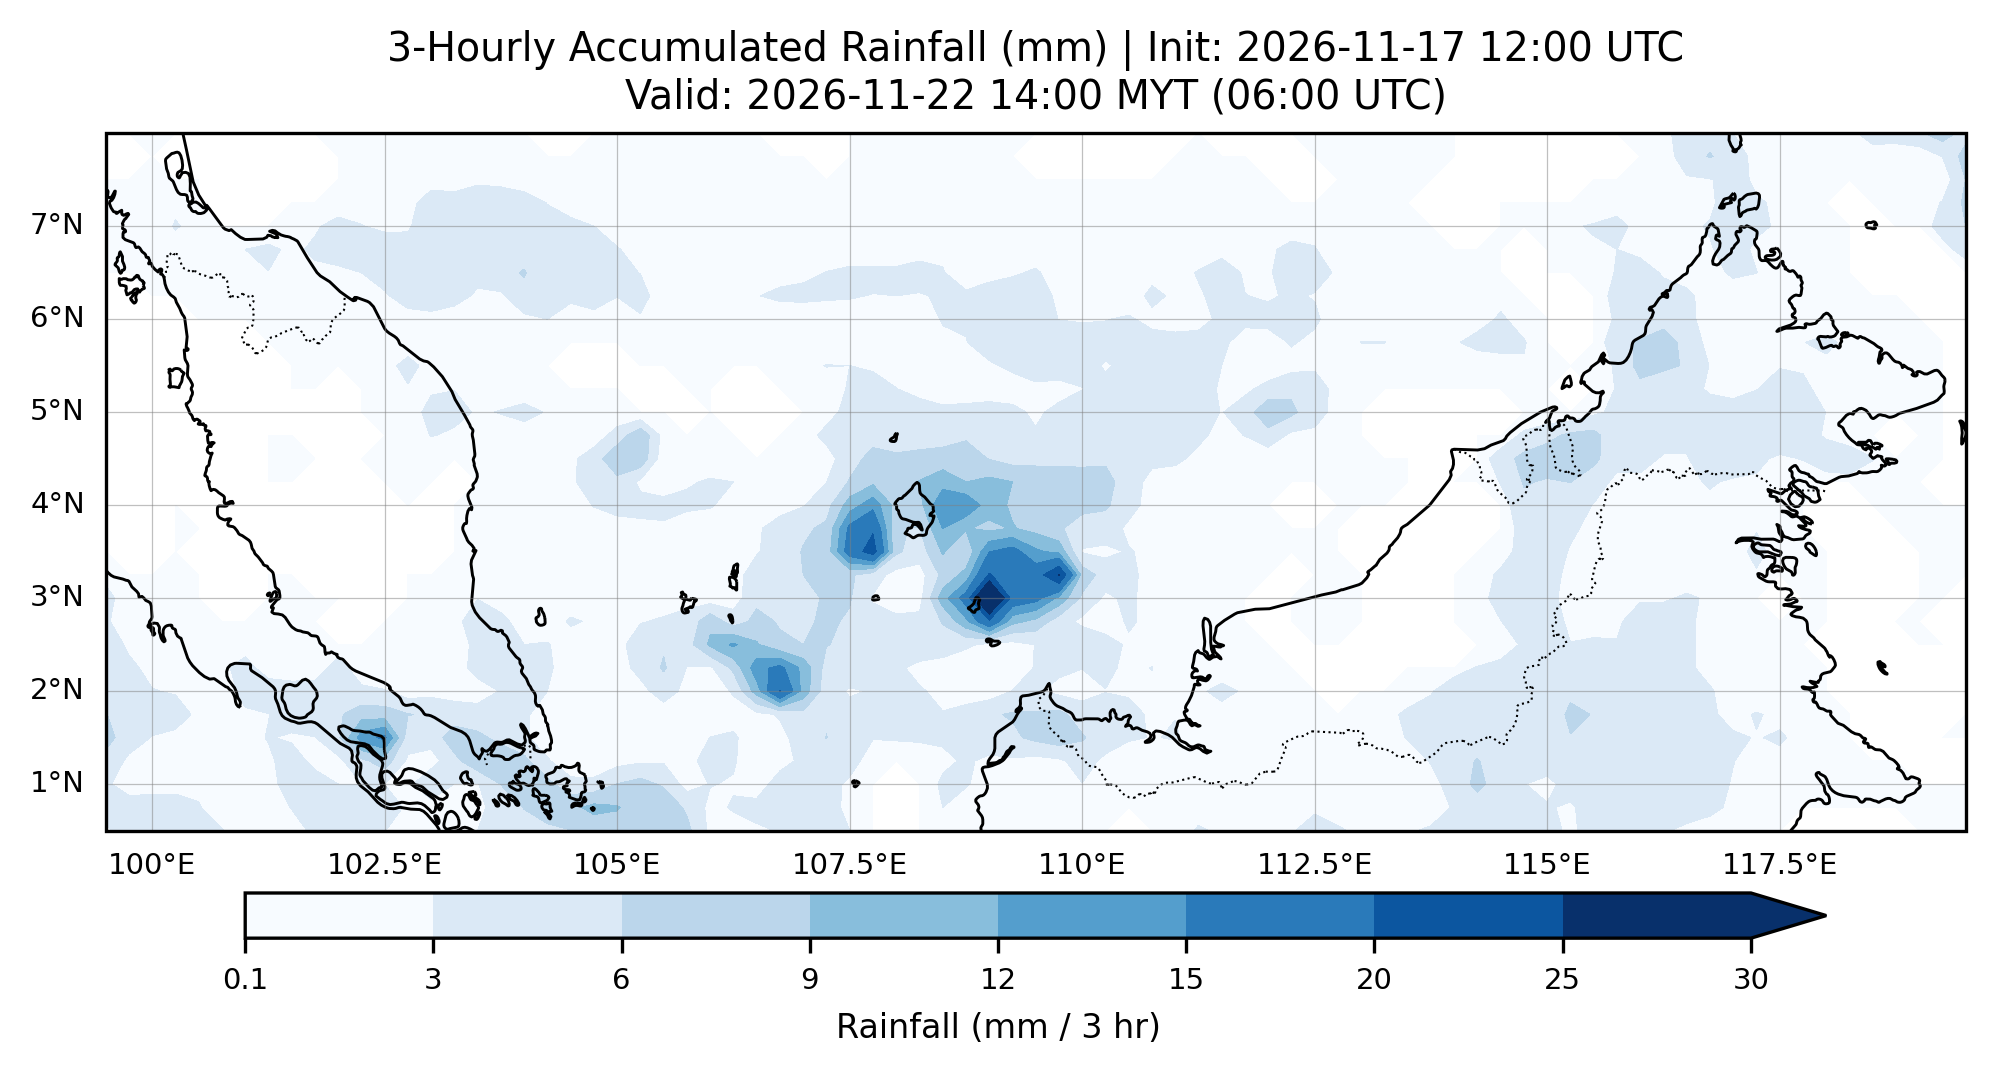 3-Hourly Accumulated Rainfall (mm) | Init: 2026-11-17 12:00 UTC
Valid: 2026-11-22 14:00 MYT (06:00 UTC)
7°N
6°N
5°N
4°N
3°N
2°N
1°N
100°E 102.5°E 105°E 107.5°E 110°E 112.5°E 115°E 117.5°E
0.1 3 6 9 12 15 20 25 30
Rainfall (mm / 3 hr)